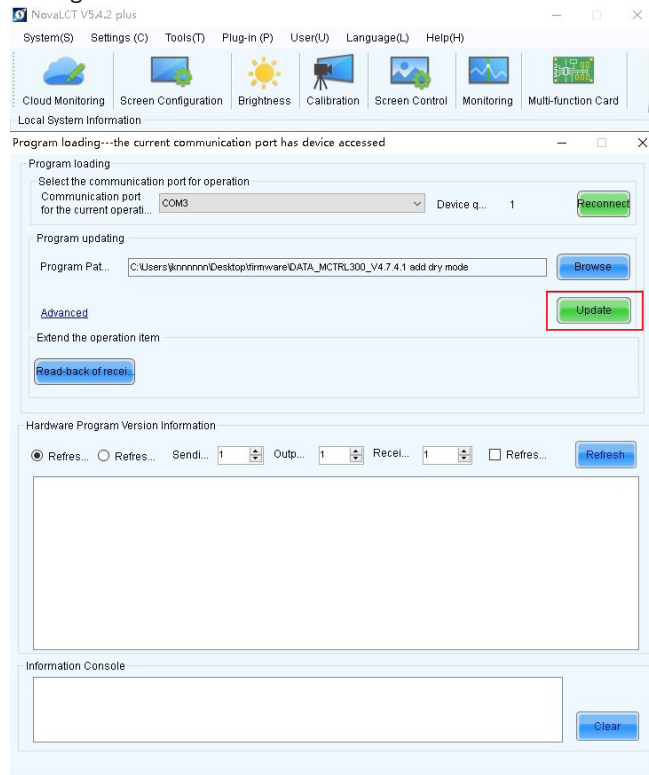 NovaLCT V5.4.2 plus
System(S) Settings (C) Tools(T) Plug-in (P) User(U) Language(L) Help(H)
Cloud Monitoring Screen Configuration Brightness Calibration Screen Control Monitoring Multi-function Card
Local System Information
Program loading---the current communication port has device accessed
Program loading
Select the communication port for operation
Communication port
for the current operati... COM3 Device q... 1 Reconnect
Program updating
Program Pat... C:\Users\jknnnnnn\Desktop\firmware\DATA_MCTRL300_V4.7.4.1 add dry mode Browse
Advanced Update
Extend the operation item
Read-back of recei...
Hardware Program Version Information
Refres... Refres... Sendi... 1 Outp... 1 Recei... 1 Refres... Refresh
Information Console
Clear